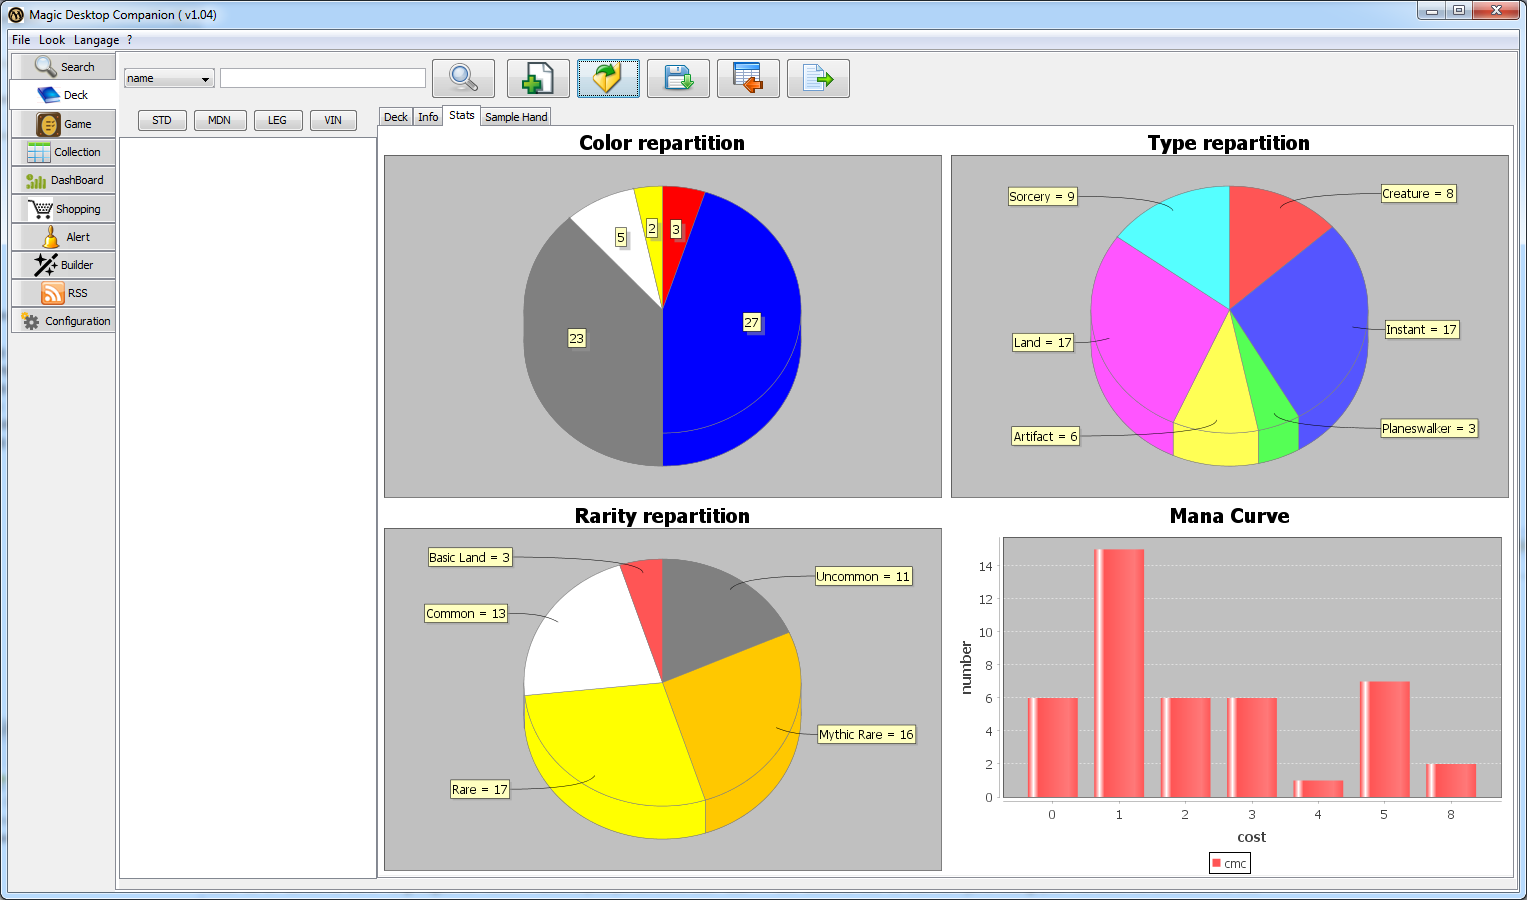 Magic Desktop Companion ( v1.04)
File Look Langage ?
Search
Deck
Game
Collection
DashBoard
Shopping
Alert
Builder
RSS
Configuration
name
STD MDN LEG VIN
Deck Info Stats Sample Hand
Color repartition
5
2
3
27
23
Type repartition
Sorcery = 9
Creature = 8
Instant = 17
Land = 17
Planeswalker = 3
Artifact = 6
Rarity repartition
Basic Land = 3
Uncommon = 11
Common = 13
Mythic Rare = 16
Rare = 17
Mana Curve
number
14
12
10
8
6
4
2
0
0 1 2 3 4 5 8
cost
cmc